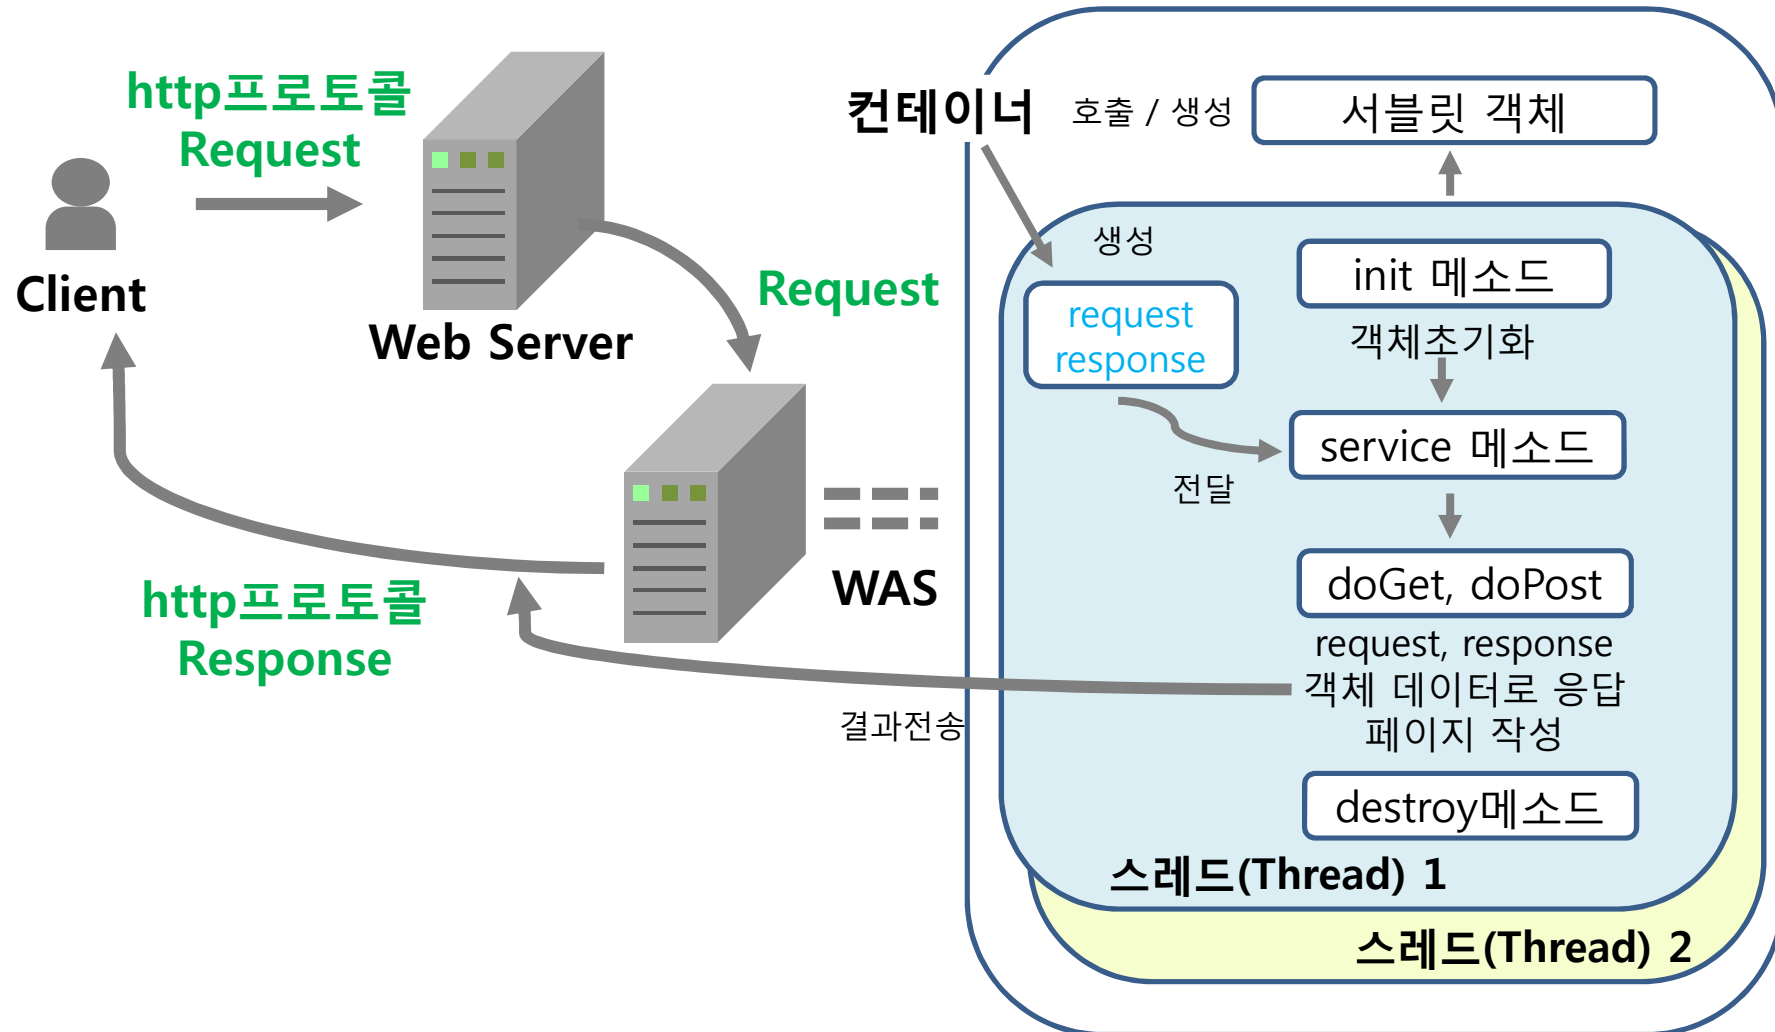 http프로토콜
Request
Client
Web Server
Request
WAS
http프로토콜
Response
결과전송
컨테이너
호출 / 생성
서블릿 객체
생성
request
response
전달
init 메소드
객체초기화
service 메소드
doGet, doPost
request, response
객체 데이터로 응답
페이지 작성
destroy메소드
스레드(Thread) 1
스레드(Thread) 2